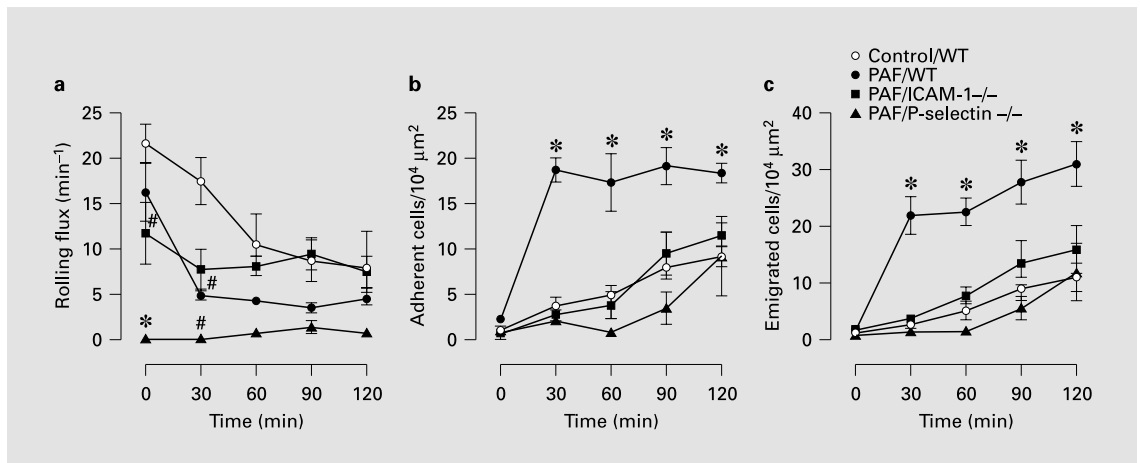 a
b
c
Control/WT
PAF/WT
PAF/ICAM-1–/–
PAF/P-selectin –/–
Rolling flux (min⁻¹)
25
20
15
10
5
0
*
#
#
#
0 30 60 90 120
Time (min)
Adherent cells/10⁴ µm²
25
20
15
10
5
0
* * * *
0 30 60 90 120
Time (min)
Emigrated cells/10⁴ µm²
40
30
20
10
0
* * * *
0 30 60 90 120
Time (min)